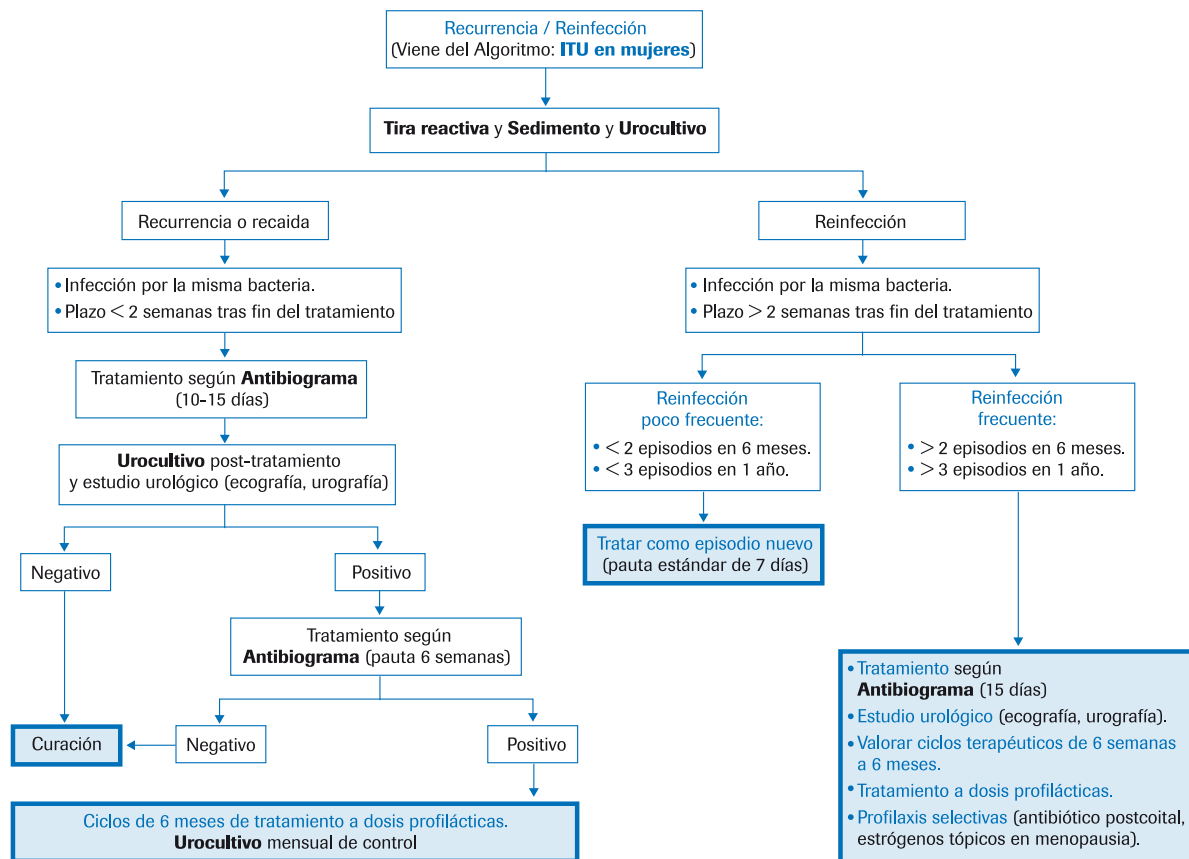 Recurrencia / Reinfección
(Viene del Algoritmo: ITU en mujeres)
Tira reactiva y Sedimento y Urocultivo
Recurrencia o recaida
• Infección por la misma bacteria.
• Plazo < 2 semanas tras fin del tratamiento
Tratamiento según Antibiograma
(10-15 días)
Urocultivo post-tratamiento
y estudio urológico (ecografía, urografía)
Negativo
Positivo
Tratamiento según
Antibiograma (pauta 6 semanas)
Curación
Negativo
Positivo
Ciclos de 6 meses de tratamiento a dosis profilácticas.
Urocultivo mensual de control
Reinfección
• Infección por la misma bacteria.
• Plazo > 2 semanas tras fin del tratamiento
Reinfección
poco frecuente:
• < 2 episodios en 6 meses.
• < 3 episodios en 1 año.
Tratar como episodio nuevo
(pauta estándar de 7 días)
Reinfección
frecuente:
• > 2 episodios en 6 meses.
• > 3 episodios en 1 año.
• Tratamiento según
Antibiograma (15 días)
• Estudio urológico (ecografía, urografía).
• Valorar ciclos terapéuticos de 6 semanas
a 6 meses.
• Tratamiento a dosis profilácticas.
• Profilaxis selectivas (antibiótico postcoital,
estrógenos tópicos en menopausia).